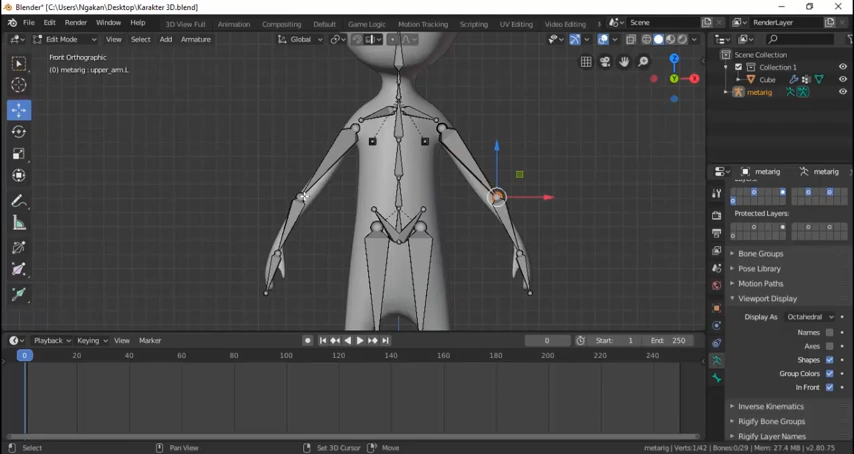 Blender* [C:\Users\Ngakan\Desktop\Karakter 3D.blend]
File Edit Render Window Help 3D View Full Animation Compositing Default Game Logic Motion Tracking Scripting UV Editing Video Editing Scene RenderLayer
Edit Mode View Select Add Armature Global
Front Orthographic
(0) metarig : upper_arm.L
Z
X
Y
Scene Collection
Collection 1
Cube
metarig
metarig metarig
Protected Layers:
Bone Groups
Pose Library
Motion Paths
Viewport Display
Display As Octahedral
Names
Axes
Shapes
Group Colors
In Front
Inverse Kinematics
Rigify Bone Groups
Rigify Layer Names
Playback Keying View Marker 0 Start: 1 End: 250
0 20 40 60 80 100 120 140 160 180 200 220 240
Select Pan View Set 3D Cursor Move metarig | Verts:1/42 | Bones:0/29 | Mem: 27.4 MB | v2.80.75